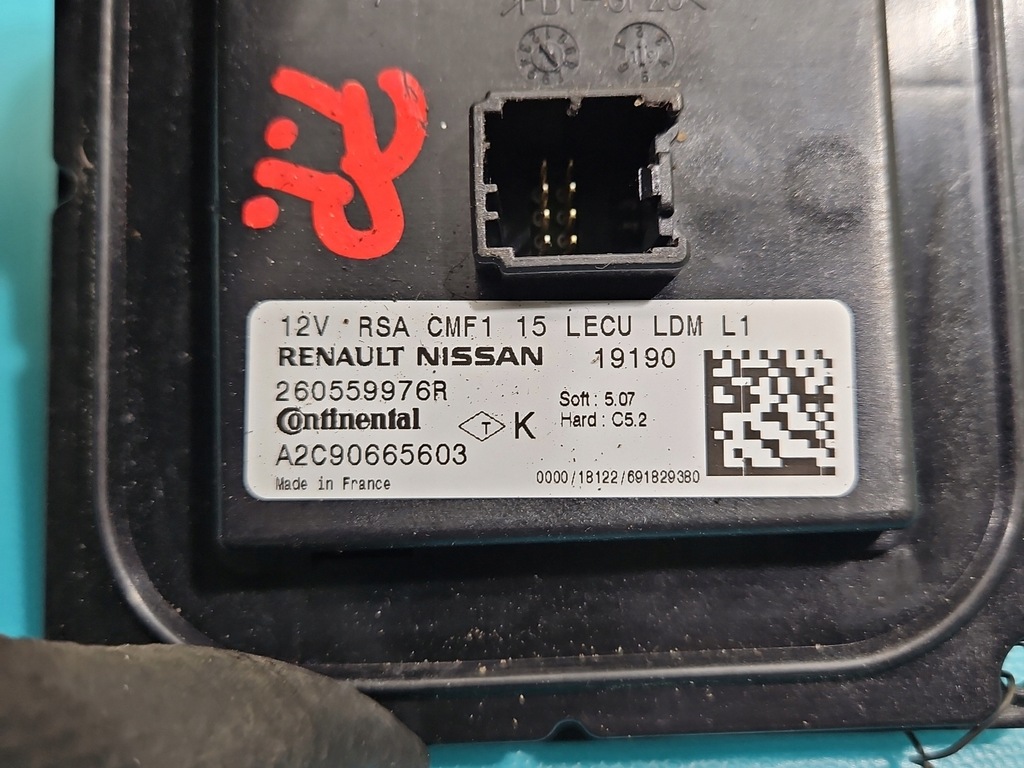 12V RSA CMF1 15 LECU LDM L1
RENAULT NISSAN 19190
260559976R
Soft : 5.07
Continental T K Hard : C5.2
A2C90665603
Made in France 0000/18122/691829380